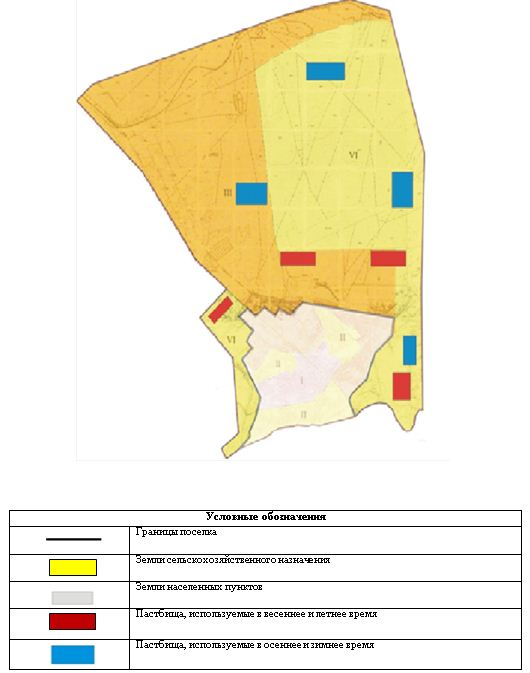 VI
III
VI
II
II
I
II
Условные обозначения
Границы поселка
Земли сельскохозяйственного назначения
Земли населенных пунктов
Пастбища, используемые в весеннее и летнее время
Пастбища, используемые в осеннее и зимнее время